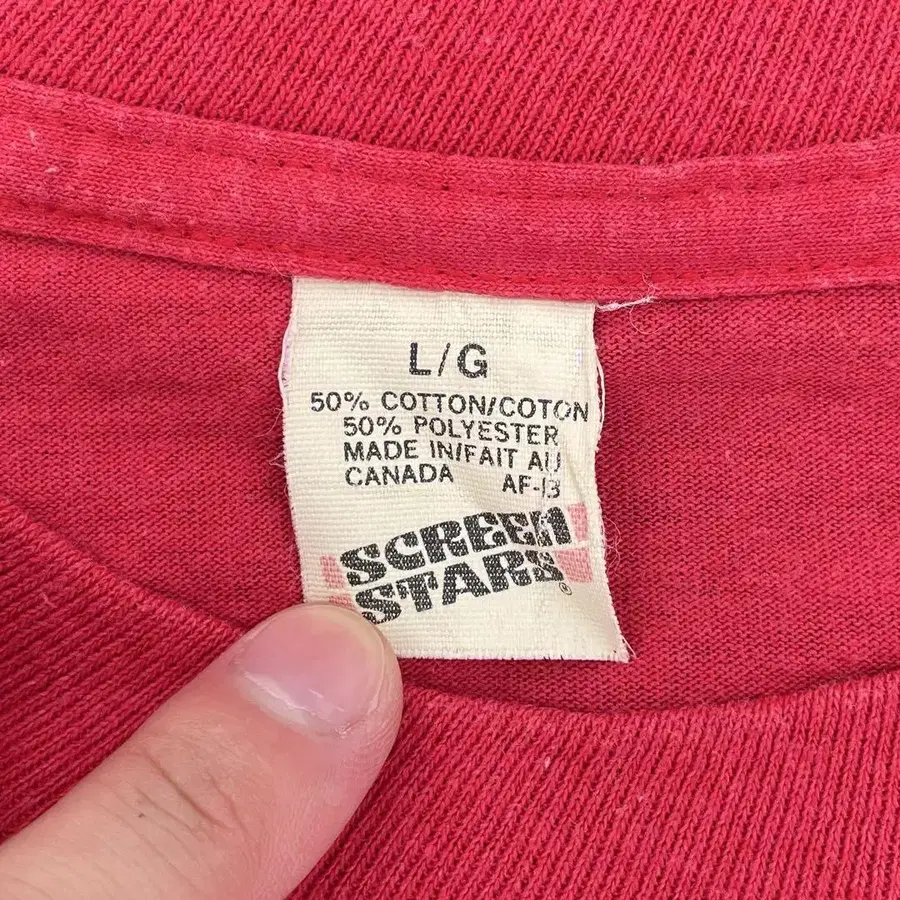 L/G
50% COTTON/COTON
50% POLYESTER
MADE IN/FAIT AU
CANADA AF-13
SCREEN
STARS®